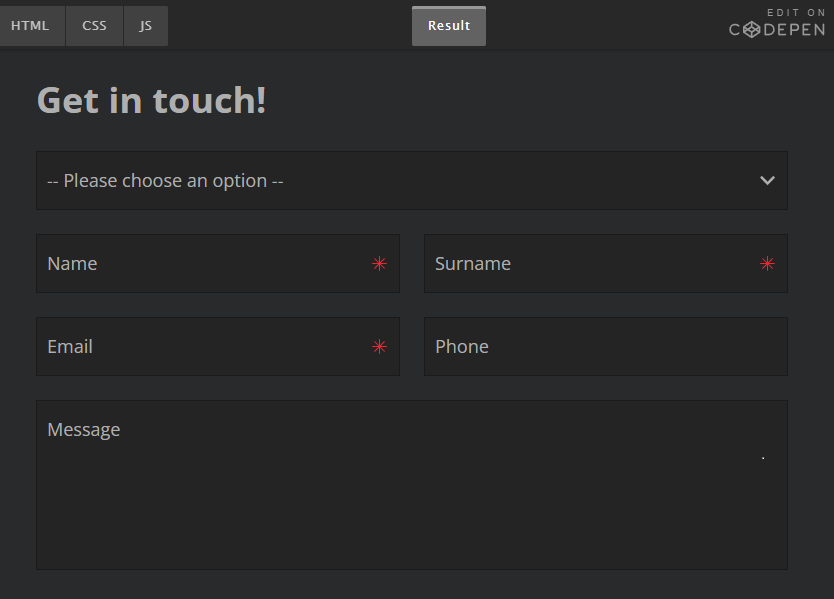 HTML CSS JS Result EDIT ON
CODEPEN
Get in touch!
-- Please choose an option --
Name * Surname *
Email * Phone
Message